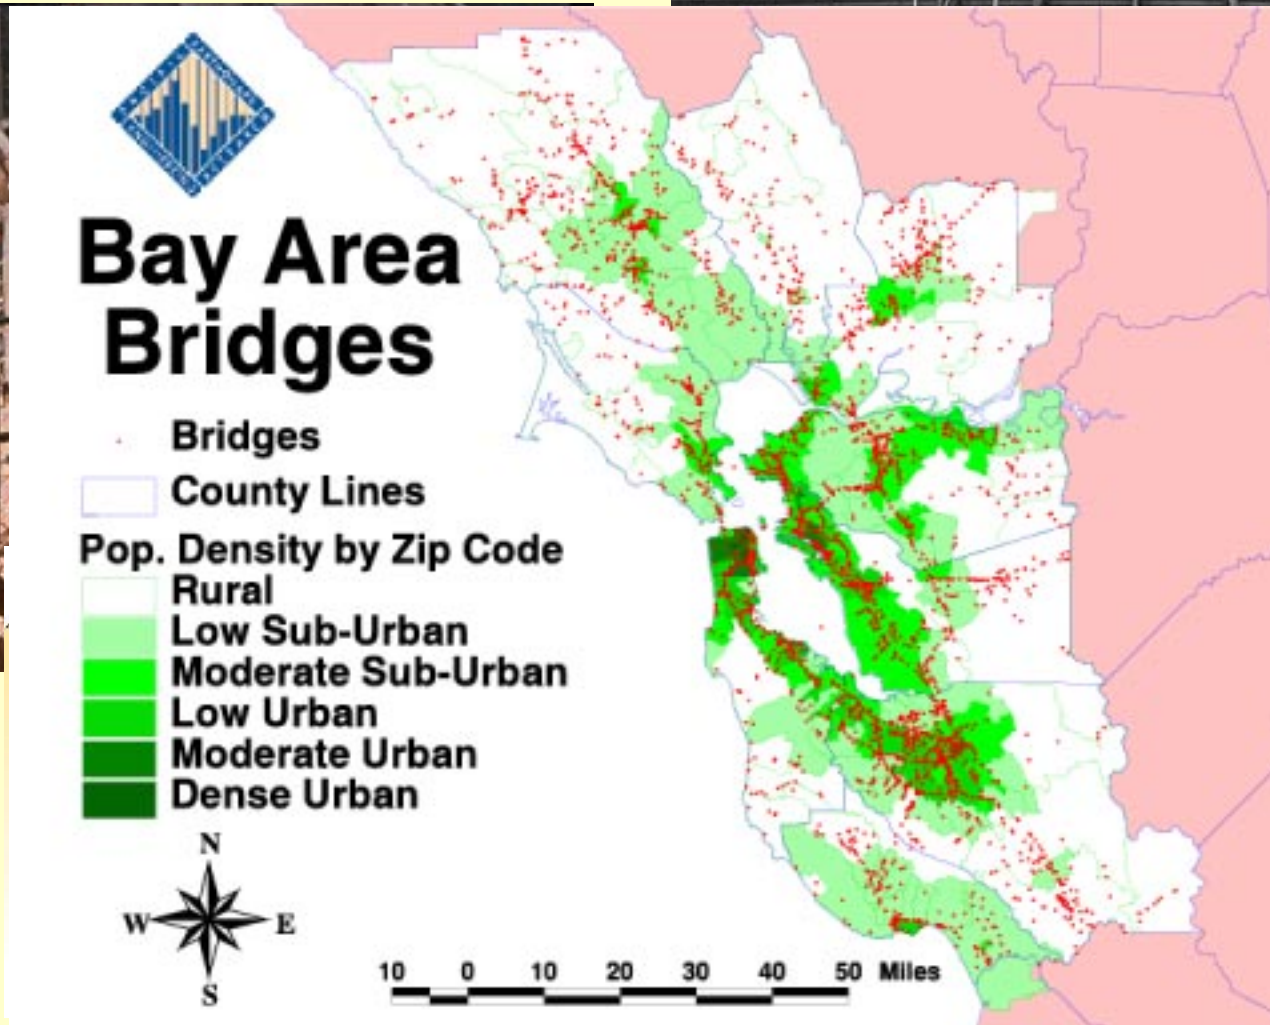 Bay Area
Bridges
Bridges
County Lines
Pop. Density by Zip Code
Rural
Low Sub-Urban
Moderate Sub-Urban
Low Urban
Moderate Urban
Dense Urban
N
W E
S
10 0 10 20 30 40 50 Miles